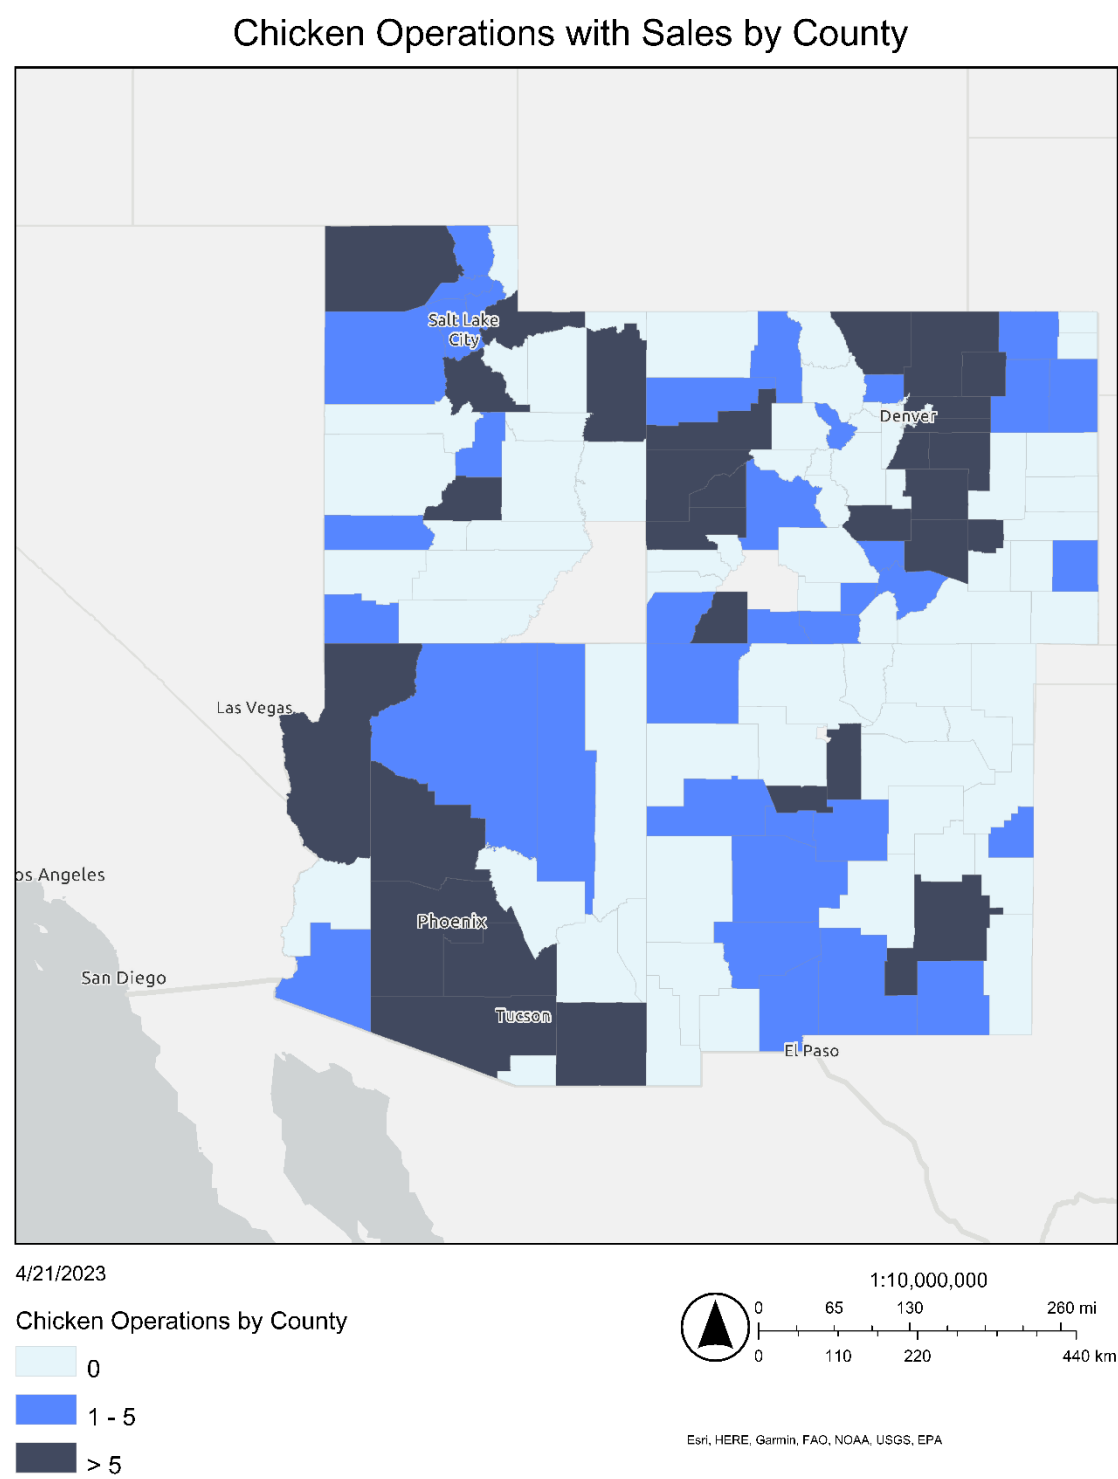 Chicken Operations with Sales by County
Salt Lake
City
Denver
Las Vegas
os Angeles
Phoenix
San Diego
Tucson
El Paso
4/21/2023
Chicken Operations by County
0
1 - 5
> 5
1:10,000,000
0 65 130 260 mi
0 110 220 440 km
Esri, HERE, Garmin, FAO, NOAA, USGS, EPA